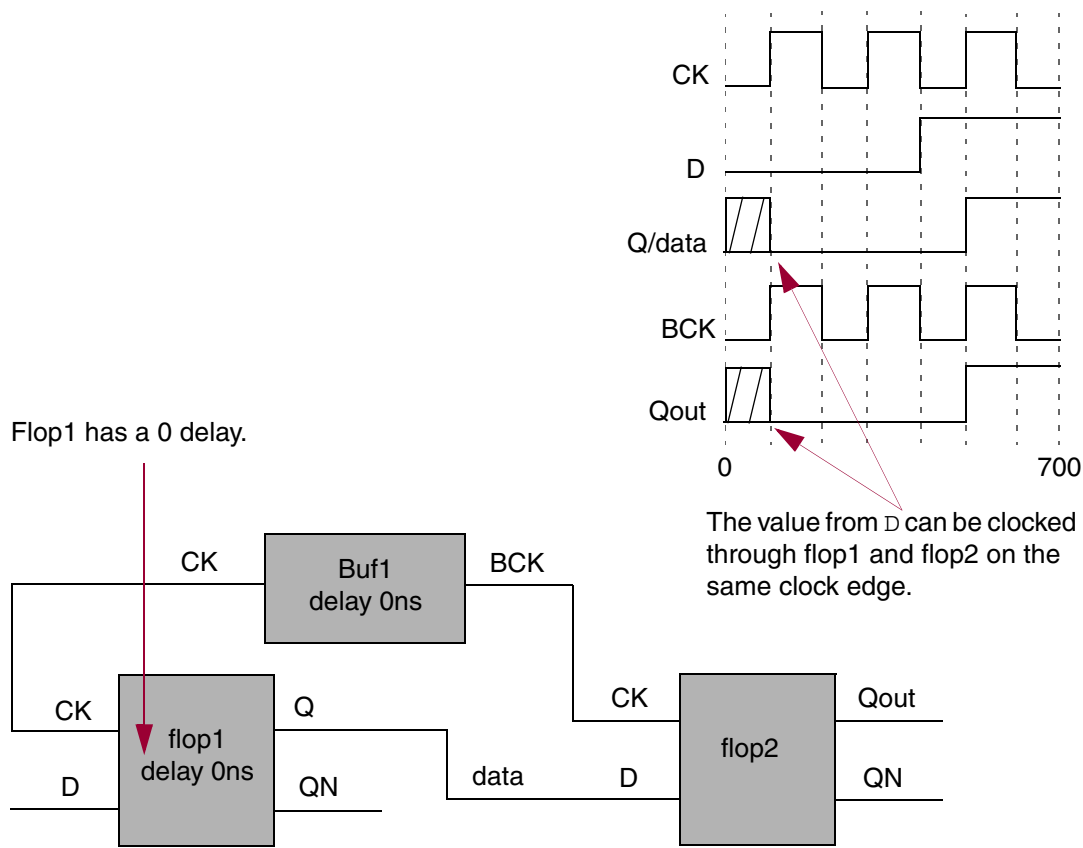 CK
D
Q/data
BCK
Qout
0 700
The value from D can be clocked
through flop1 and flop2 on the
same clock edge.
Flop1 has a 0 delay.
CK
Buf1
delay 0ns
BCK
CK
D
flop1
delay 0ns
Q
QN
data
CK
D
flop2
Qout
QN